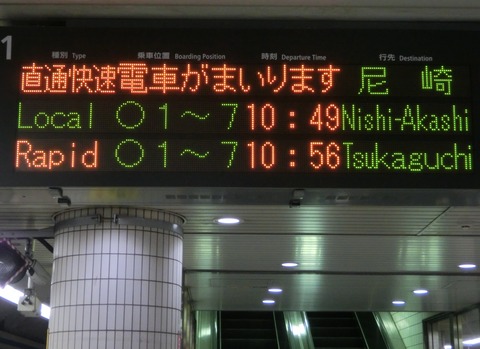 1 種別 Type 乗車位置 Boarding Position 時刻 Departure Time 行先 Destination
直通快速電車がまいります 尼崎
Local ○1～7 10:49 Nishi-Akashi
Rapid ○1～7 10:56 Tsukaguchi